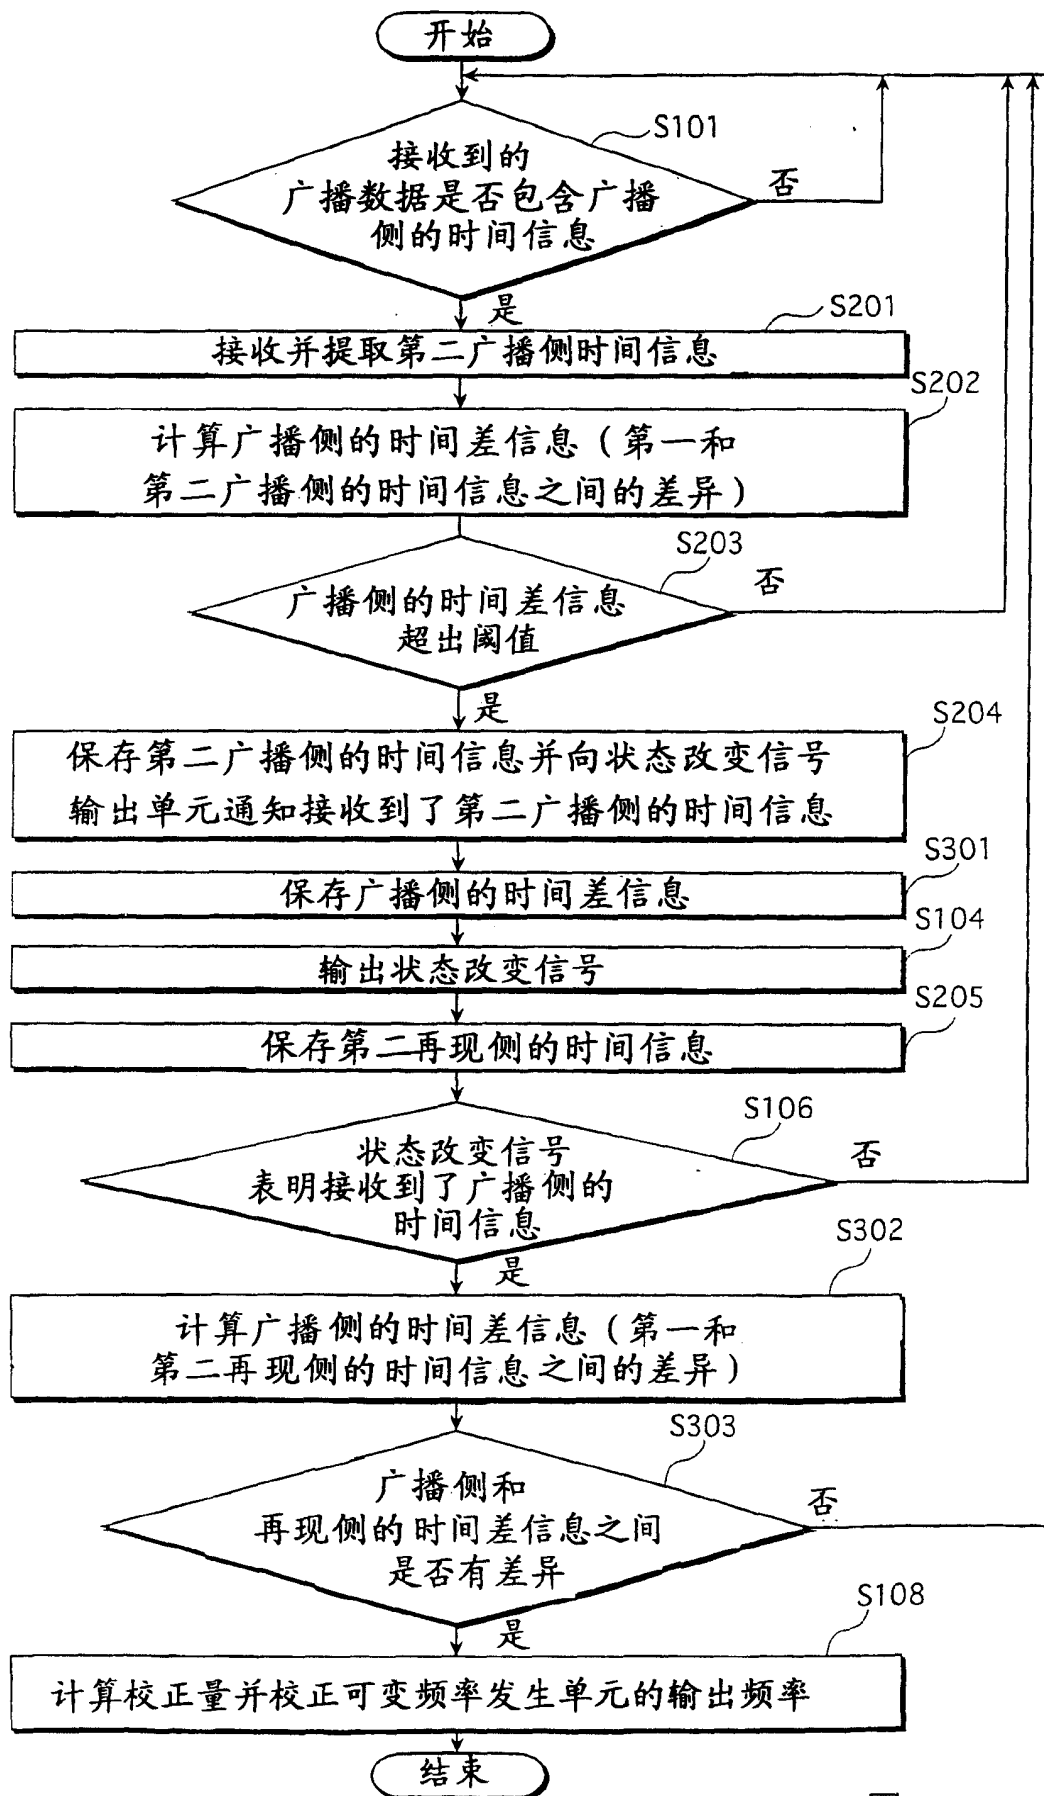 开始
S101
接收到的
广播数据是否包含广播
侧的时间信息
否
是
S201
接收并提取第二广播侧时间信息
S202
计算广播侧的时间差信息（第一和
第二广播侧的时间信息之间的差异）
S203
广播侧的时间差信息
超出阈值
否
是
S204
保存第二广播侧的时间信息并向状态改变信号
输出单元通知接收到了第二广播侧的时间信息
S301
保存广播侧的时间差信息
S104
输出状态改变信号
S205
保存第二再现侧的时间信息
S106
状态改变信号
表明接收到了广播侧的
时间信息
否
是
S302
计算广播侧的时间差信息（第一和
第二再现侧的时间信息之间的差异）
S303
广播侧和
再现侧的时间差信息之间
是否有差异
否
是
S108
计算校正量并校正可变频率发生单元的输出频率
结束